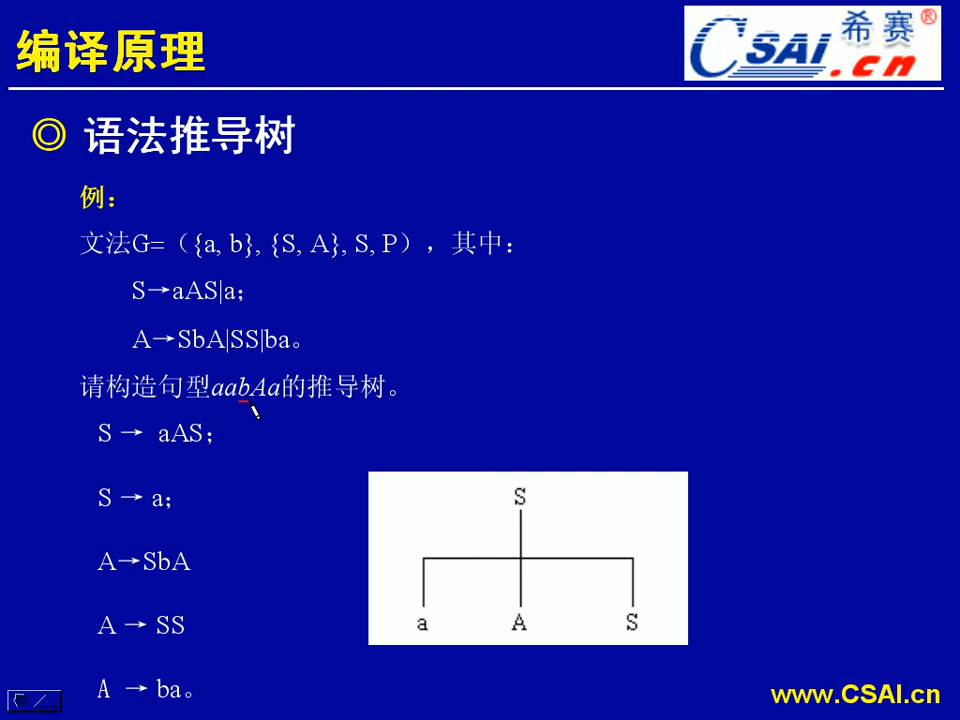 编译原理
CSAI.cn 希赛®
◎ 语法推导树
例：
文法G=（{a, b}, {S, A}, S, P），其中：
S→aAS|a；
A→SbA|SS|ba。
请构造句型aabAa的推导树。
S → aAS；
S → a；
A→SbA
A → SS
A → ba。
S
a A S
www.CSAI.cn